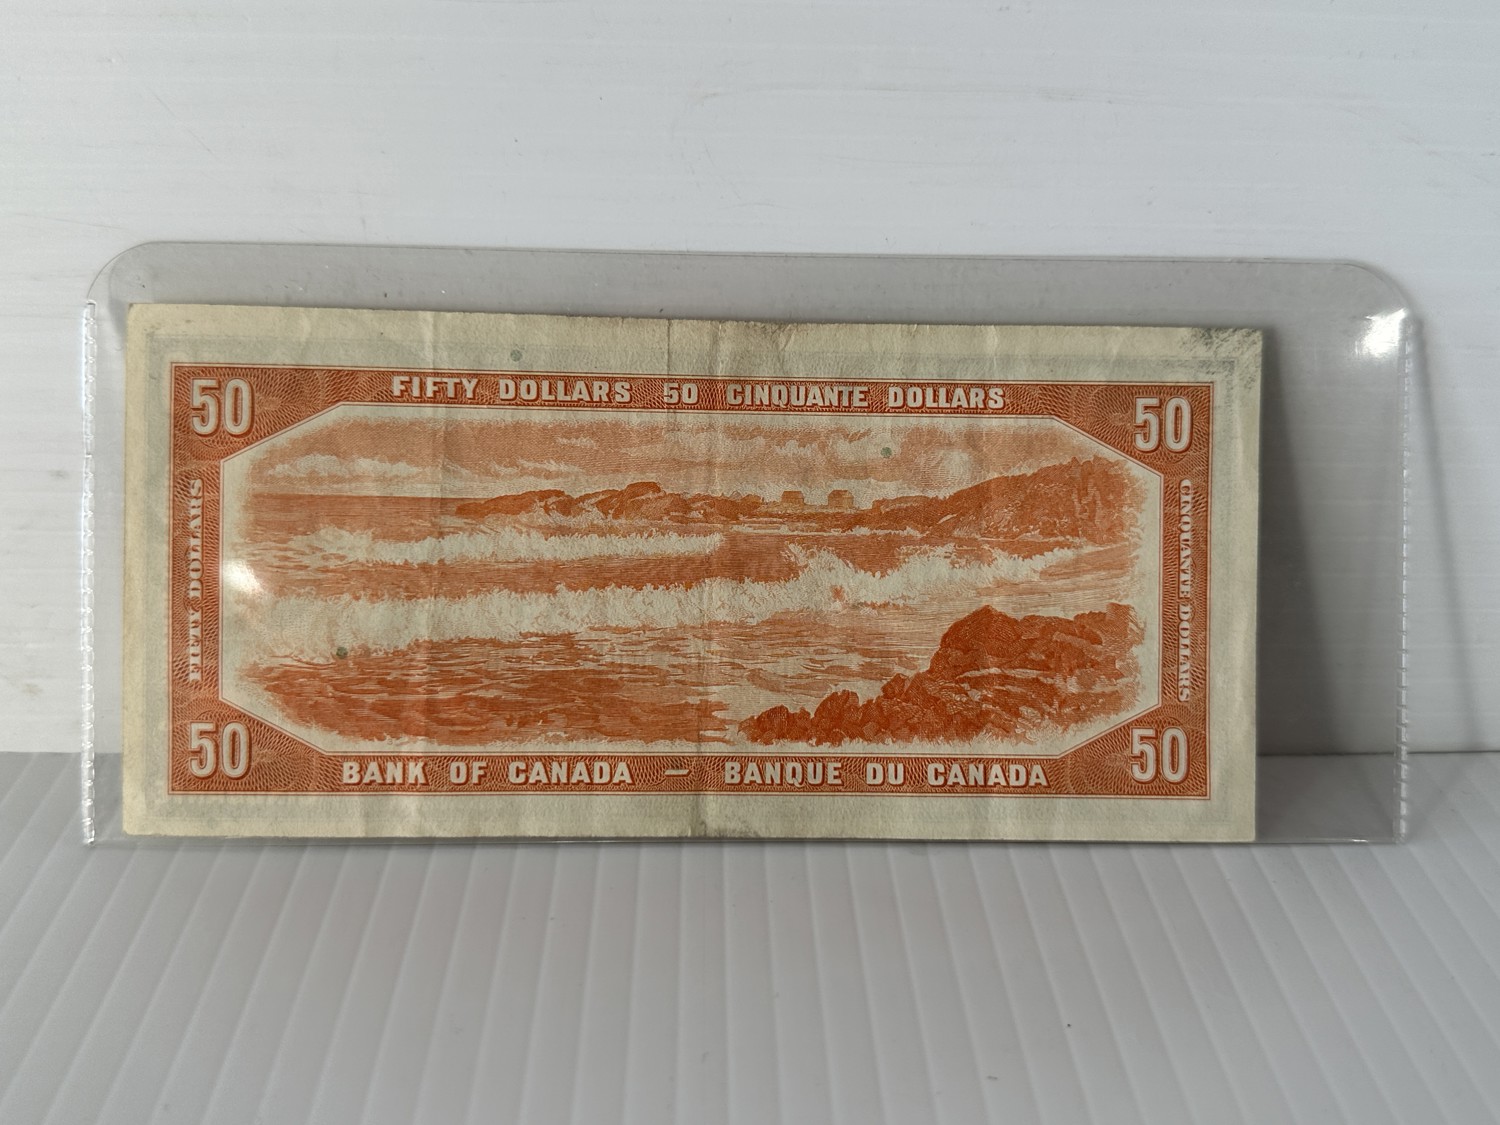 50 FIFTY DOLLARS 50 CINQUANTE DOLLARS 50
FIFTY DOLLARS
CINQUANTE DOLLARS
50 BANK OF CANADA — BANQUE DU CANADA 50